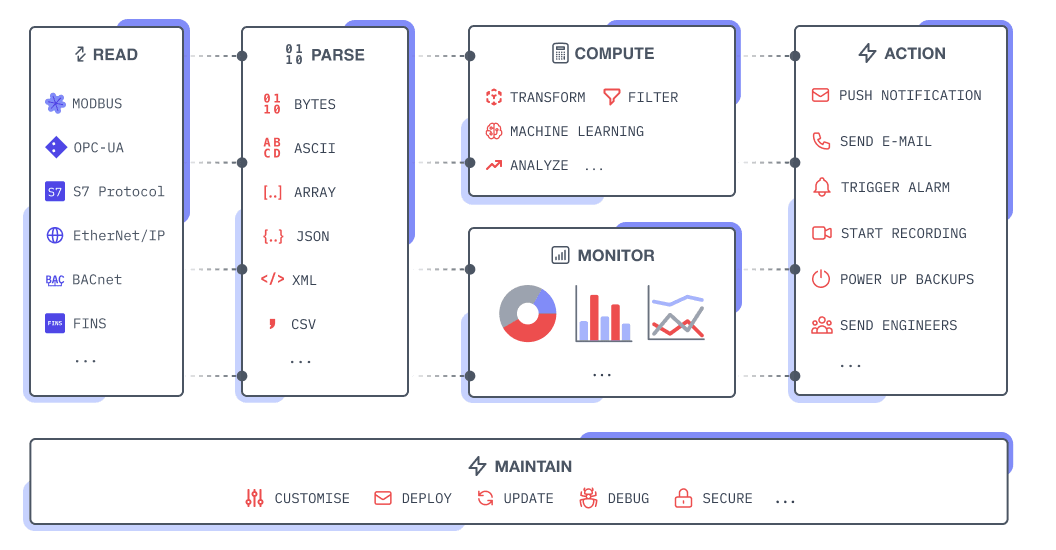 READ
MODBUS
OPC-UA
S7 S7 Protocol
EtherNet/IP
BAC BACnet
FINS FINS
...
01
10 PARSE
01
10 BYTES
AB
CD ASCII
[..] ARRAY
{..} JSON
</> XML
, CSV
...
COMPUTE
TRANSFORM FILTER
MACHINE LEARNING
ANALYZE ...
MONITOR
...
ACTION
PUSH NOTIFICATION
SEND E-MAIL
TRIGGER ALARM
START RECORDING
POWER UP BACKUPS
SEND ENGINEERS
...
MAINTAIN
CUSTOMISE DEPLOY UPDATE DEBUG SECURE ...